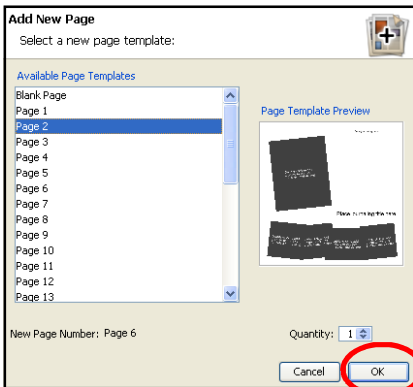 Add New Page
Select a new page template:
Available Page Templates
Blank Page
Page 1
Page 2
Page 3
Page 4
Page 5
Page 6
Page 7
Page 8
Page 9
Page 10
Page 11
Page 12
Page 13
Page Template Preview
New Page Number: Page 6
Quantity: 1
Cancel
OK